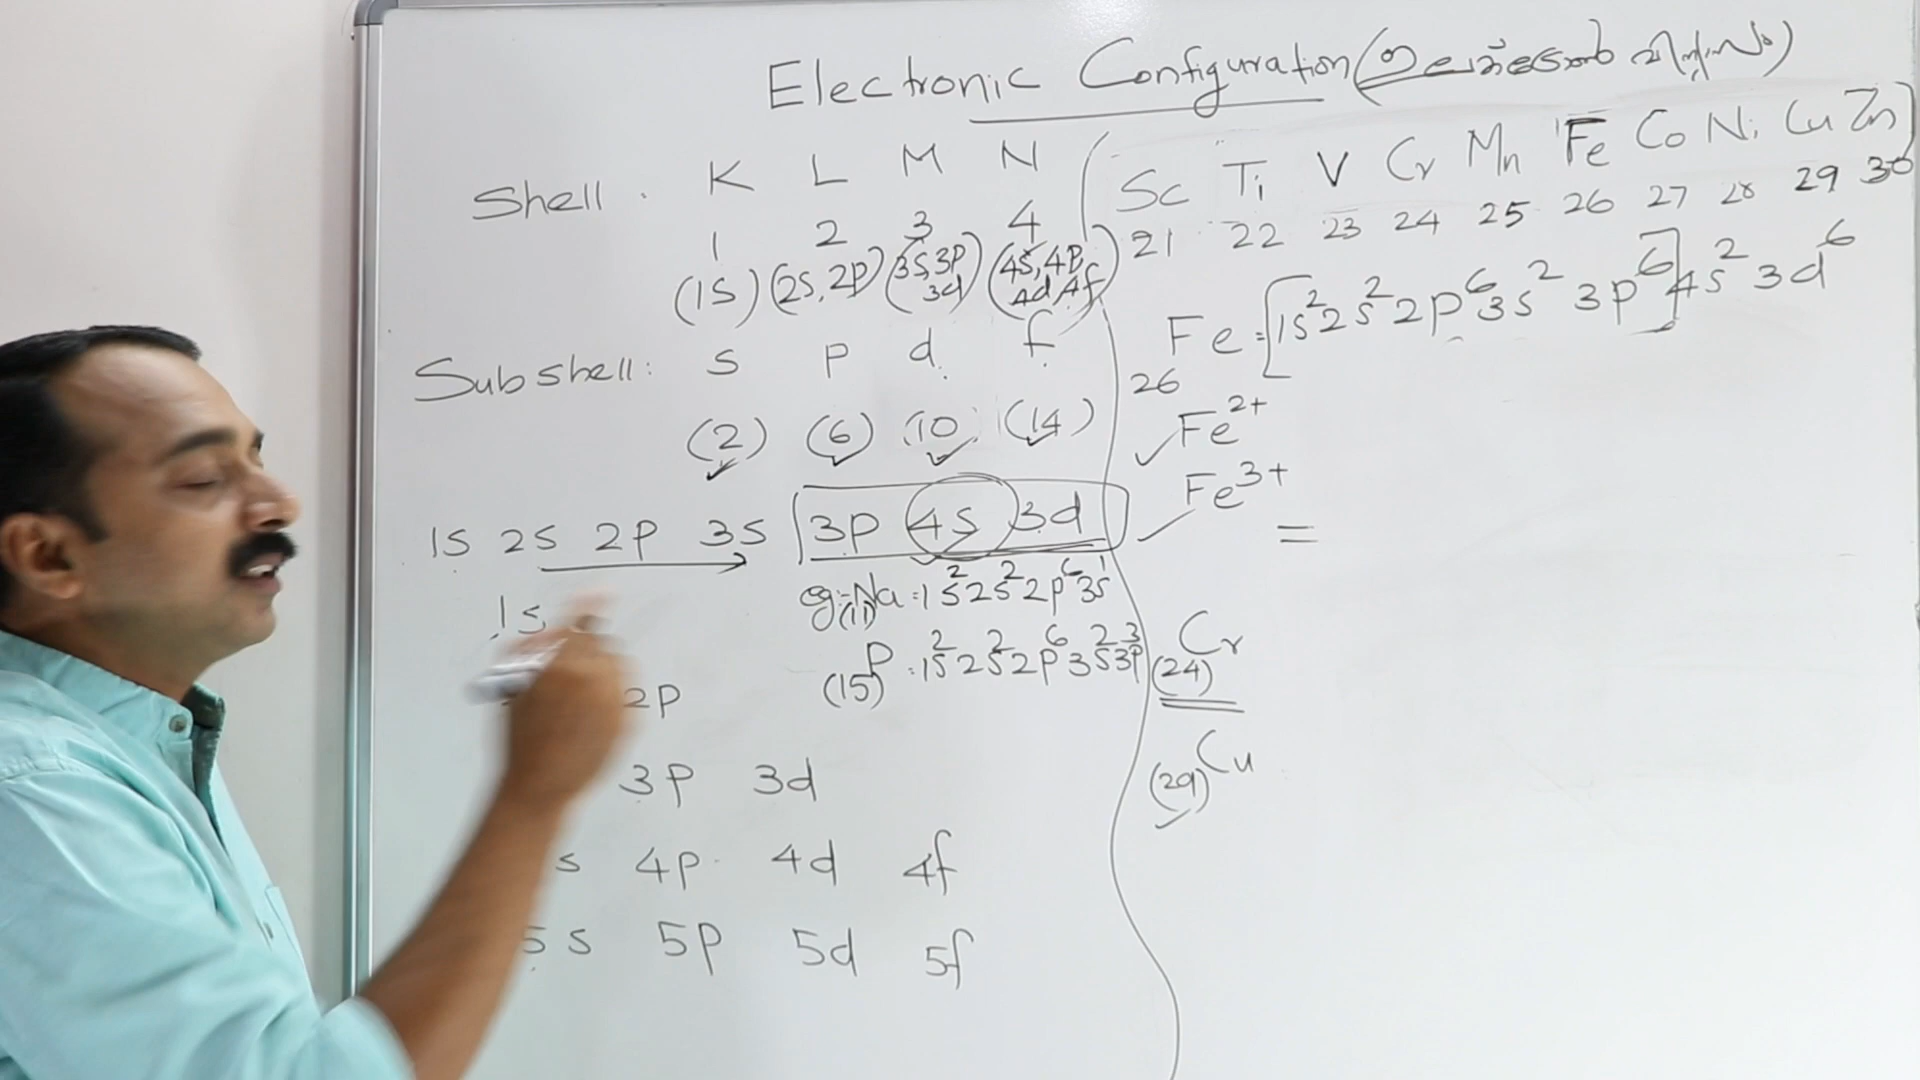 Electronic Configuration
Shell : K L M N
1 2 3 4
(1s) (2s, 2p) (3s, 3p 3d) (4s, 4p 4d, 4f)
Subshell: s p d f
(2) (6) (10) (14)
1s 2s 2p 3s 3p 4s 3d
eg:- Na (11) = 1s² 2s² 2p⁶ 3s¹
P (15) = 1s² 2s² 2p⁶ 3s² 3p³
1s
2p
3p 3d
s 4p 4d 4f
5s 5p 5d 5f
Sc Ti V Cr Mn Fe Co Ni Cu Zn
21 22 23 24 25 26 27 28 29 30
Fe = [1s² 2s² 2p⁶ 3s² 3p⁶] 4s² 3d⁶
26
Fe²⁺
Fe³⁺
=
Cr
(24)
Cu
(29)